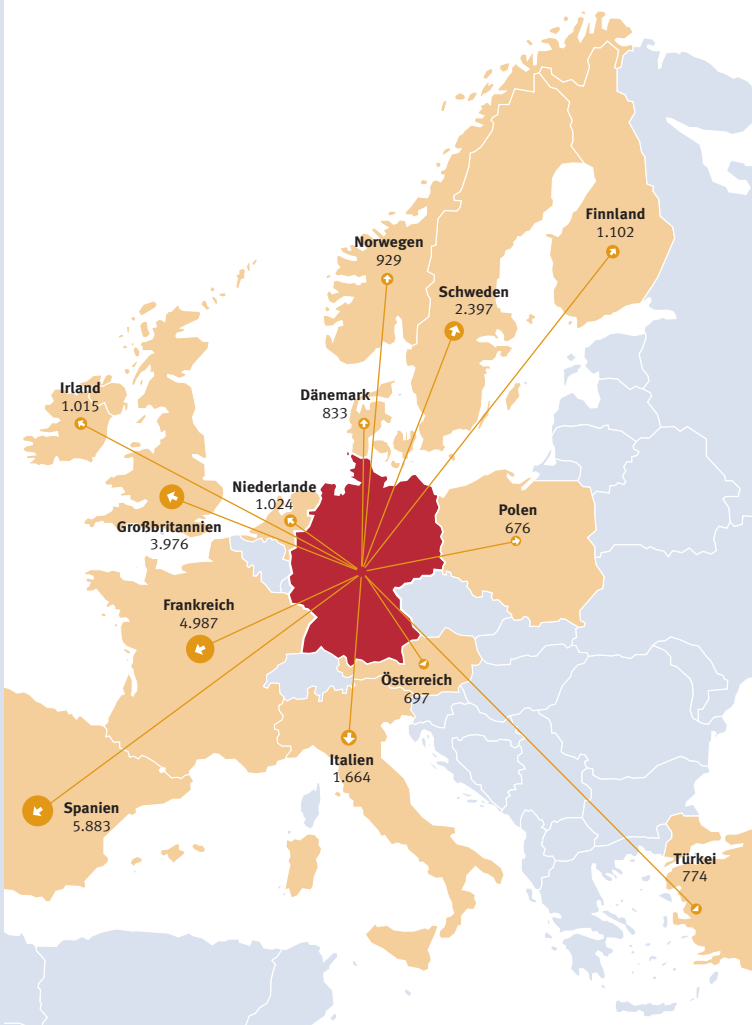 Finnland
1.102
Norwegen
929
Schweden
2.397
Irland
1.015
Dänemark
833
Niederlande
1.024
Großbritannien
3.976
Polen
676
Frankreich
4.987
Österreich
697
Italien
1.664
Spanien
5.883
Türkei
774